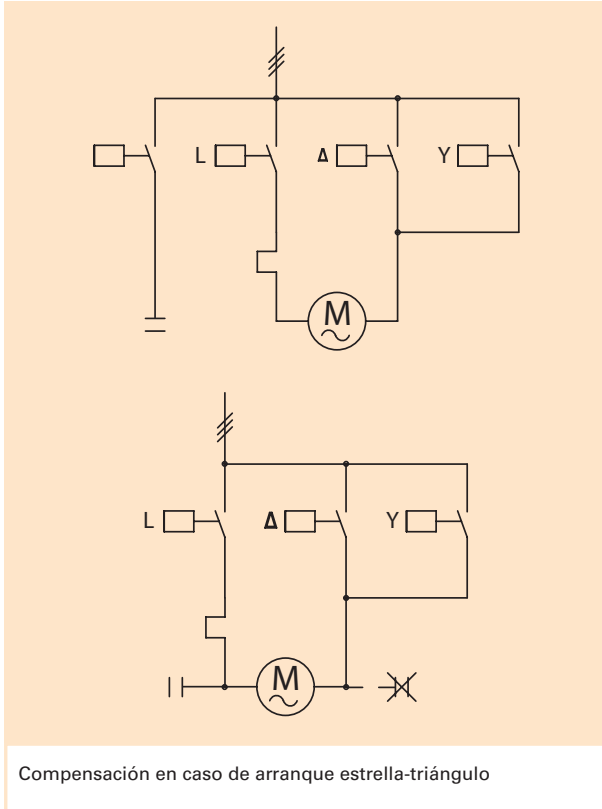 L Δ Y
M
L Δ Y
M
Compensación en caso de arranque estrella-triángulo